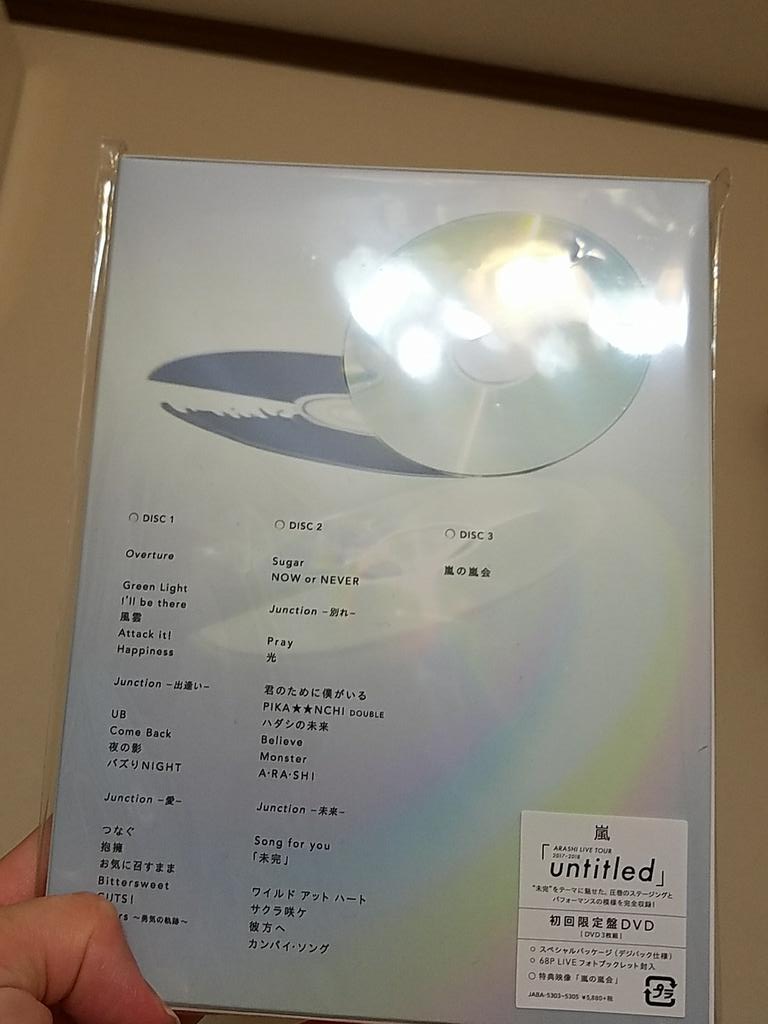 DISC 1
Overture
Green Light
I'll be there
風雲
Attack it!
Happiness
Junction −出逢い−
UB
Come Back
夜の影
バズりNIGHT
Junction −愛−
つなぐ
抱擁
お気に召すまま
Bittersweet
GUTS!
〜勇気の軌跡〜
DISC 2
Sugar
NOW or NEVER
Junction −別れ−
Pray
光
君のために僕がいる
PIKA★★NCHI DOUBLE
ハダシの未来
Believe
Monster
A・RA・SHI
Junction −未来−
Song for you
「未完」
ワイルド アット ハート
サクラ咲ケ
彼方へ
カンパイ・ソング
DISC 3
嵐の嵐会
嵐
ARASHI LIVE TOUR
2017-2018
「untitled」
"未完"をテーマに魅せた、圧巻のステージングと
パフォーマンスの模様を完全収録!
初回限定盤DVD
[DVD3枚組]
○ スペシャルパッケージ(デジパック仕様)
○ 68P LIVE フォトブックレット封入
○ 特典映像「嵐の嵐会」
JABA-5303~5305 ¥5,880+税
プラ